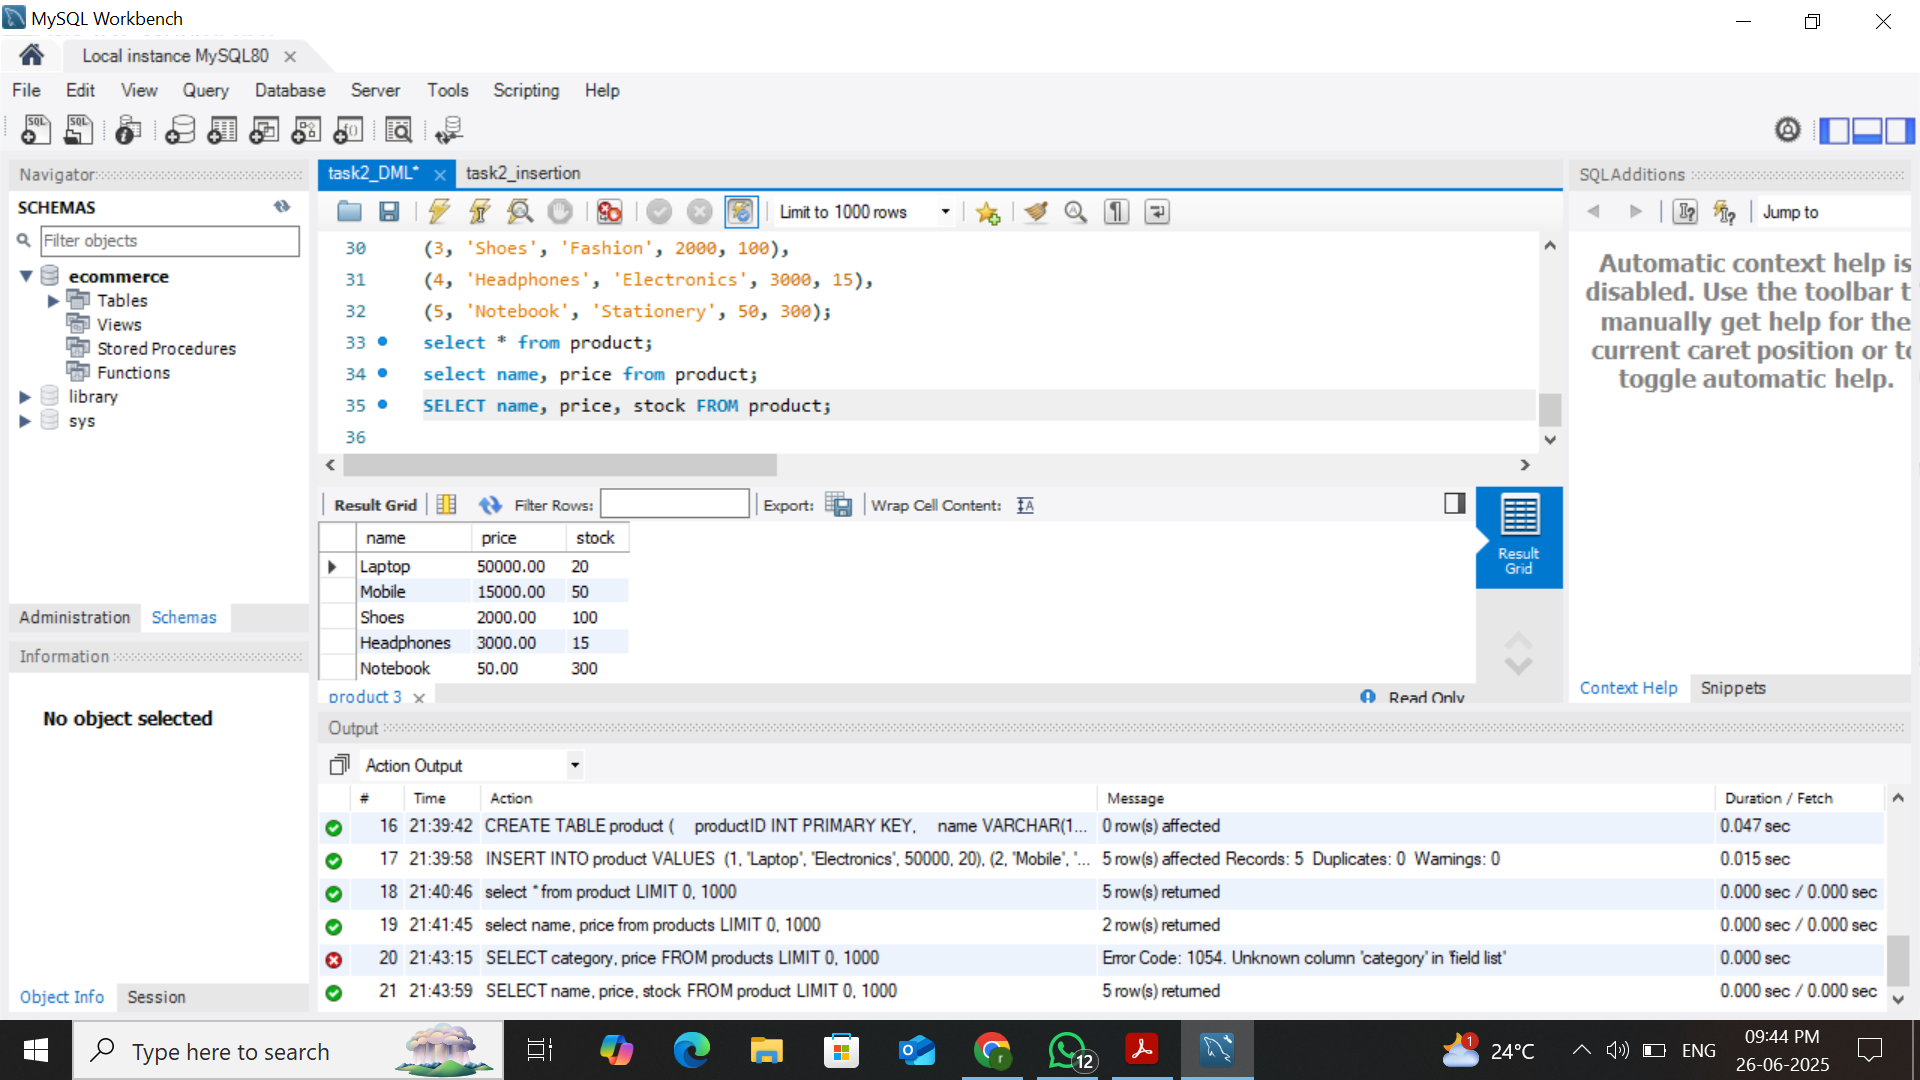 MySQL Workbench
Local instance MySQL80
File Edit View Query Database Server Tools Scripting Help
Navigator
SCHEMAS
Filter objects
ecommerce
Tables
Views
Stored Procedures
Functions
library
sys
Administration Schemas
Information
No object selected
Object Info Session
task2_DML* task2_insertion
Limit to 1000 rows
30 (3, 'Shoes', 'Fashion', 2000, 100),
31 (4, 'Headphones', 'Electronics', 3000, 15),
32 (5, 'Notebook', 'Stationery', 50, 300);
33 select * from product;
34 select name, price from product;
35 SELECT name, price, stock FROM product;
36
Result Grid Filter Rows: Export: Wrap Cell Content:
name price stock
Laptop 50000.00 20
Mobile 15000.00 50
Shoes 2000.00 100
Headphones 3000.00 15
Notebook 50.00 300
Result
Grid
product 3
Read Only
SQLAdditions
Jump to
Automatic context help is
disabled. Use the toolbar t
manually get help for the
current caret position or to
toggle automatic help.
Context Help Snippets
Output
Action Output
# Time Action Message Duration / Fetch
16 21:39:42 CREATE TABLE product ( productID INT PRIMARY KEY, name VARCHAR(1... 0 row(s) affected 0.047 sec
17 21:39:58 INSERT INTO product VALUES (1, 'Laptop', 'Electronics', 50000, 20), (2, 'Mobile', '... 5 row(s) affected Records: 5 Duplicates: 0 Warnings: 0 0.015 sec
18 21:40:46 select * from product LIMIT 0, 1000 5 row(s) returned 0.000 sec / 0.000 sec
19 21:41:45 select name, price from products LIMIT 0, 1000 2 row(s) returned 0.000 sec / 0.000 sec
20 21:43:15 SELECT category, price FROM products LIMIT 0, 1000 Error Code: 1054. Unknown column 'category' in 'field list' 0.000 sec
21 21:43:59 SELECT name, price, stock FROM product LIMIT 0, 1000 5 row(s) returned 0.000 sec / 0.000 sec
Type here to search
12
1
24°C
ENG
09:44 PM
26-06-2025